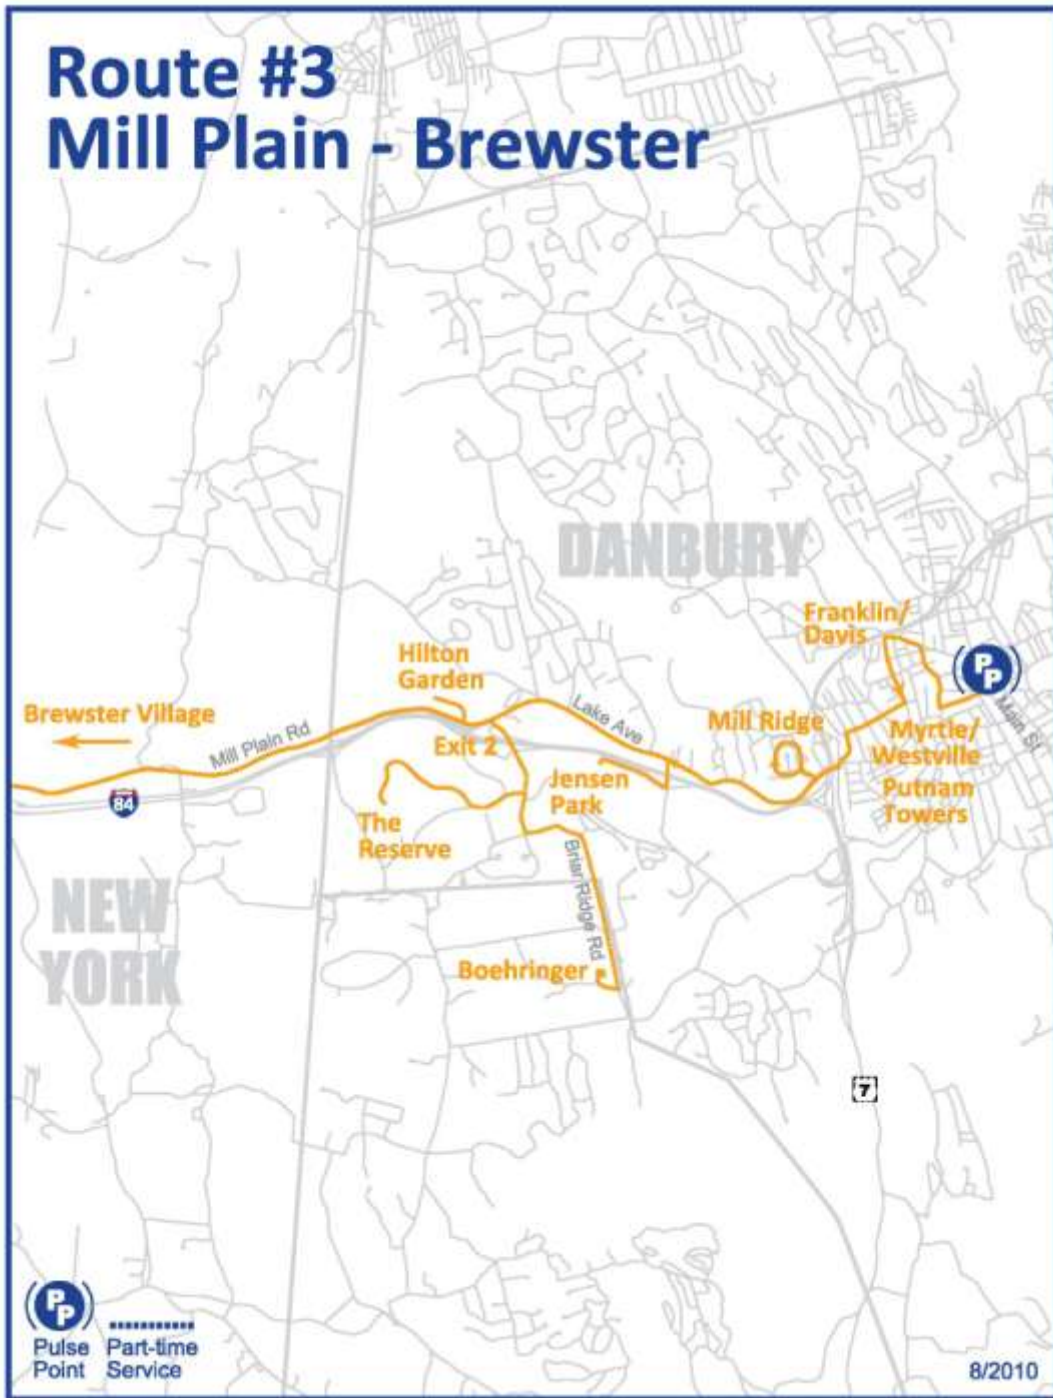 Route #3
Mill Plain - Brewster
DANBURY
Franklin/
Davis
PP
Hilton
Garden
Brewster Village
Mill Plain Rd
Lake Ave
Mill Ridge
Main St
Exit 2
Myrtle/
Westville
Jensen
Park
Putnam
Towers
84
The
Reserve
Briar Ridge Rd
NEW
YORK
Boehringer
7
PP
Pulse
Point
Part-time
Service
8/2010